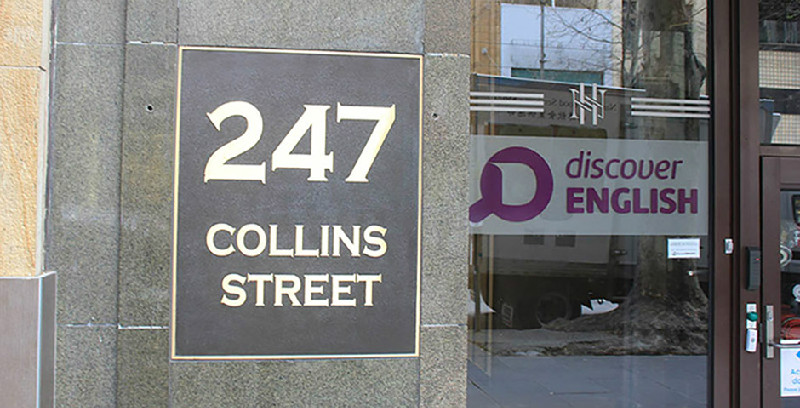 247
COLLINS
STREET
discover
ENGLISH